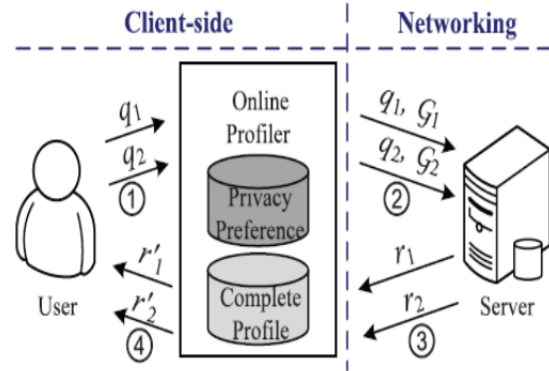 Client-side Networking
Online
Profiler
q₁
q₂
①
q₁, G₁
q₂, G₂
②
Privacy
Preference
Complete
Profile
r′₁
r′₂
④
r₁
r₂
③
User
Server